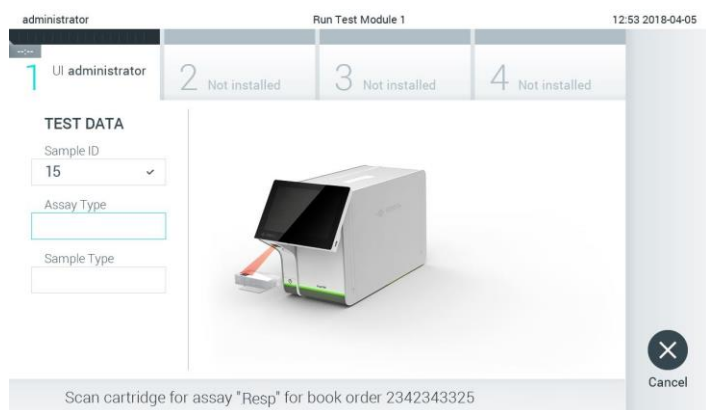 administrator
Run Test Module 1
12:53 2018-04-05
--:--
1 UI administrator
2 Not installed
3 Not installed
4 Not installed
TEST DATA
Sample ID
15
Assay Type
Sample Type
Cancel
Scan cartridge for assay "Resp" for book order 2342343325